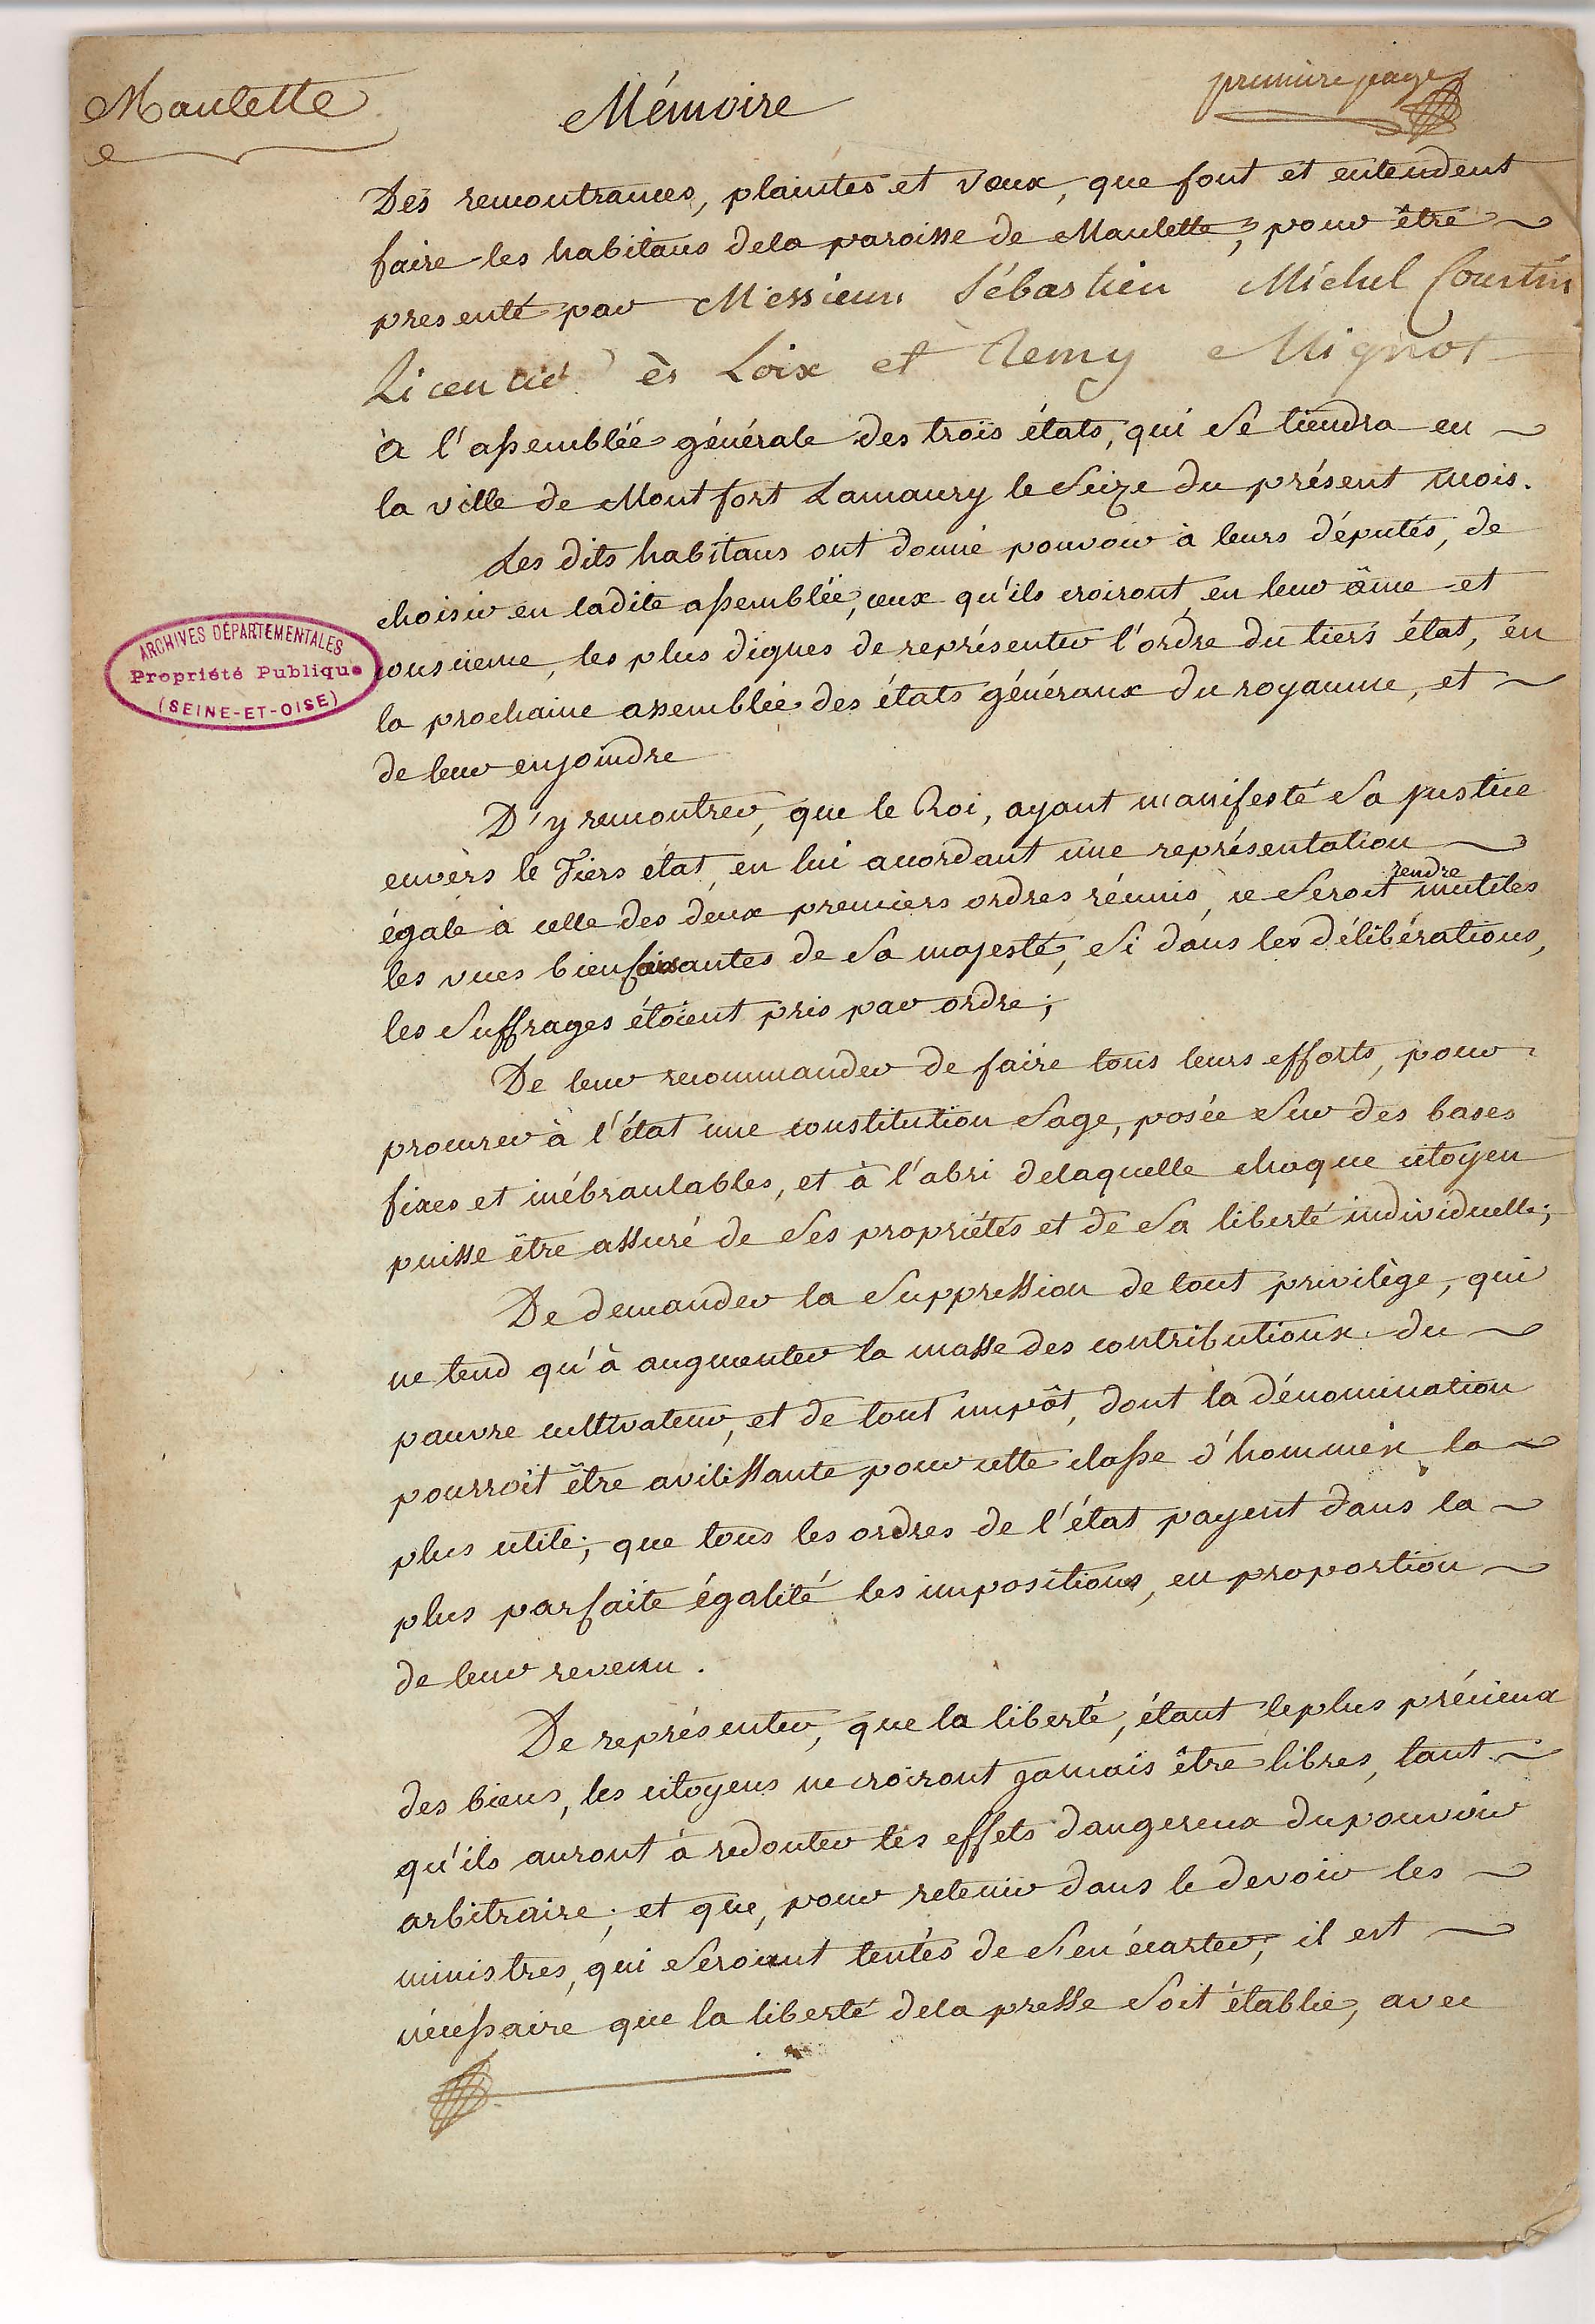 Maulette
Mémoire
première page
Des remontrances, plaintes et vœux, que font et entendent
faire les habitans dela paroisse de Maulette, pour être
presenté par Messieurs Sébastien Michel Courtin
Licencié ès Loix et Remy Mignot
à l'assemblée générale des trois états, qui se tiendra en
la ville de Montfort Lamaury le seize du présent mois.
Les dits habitans ont donné pouvoir à leurs députés, de
choisir en ladite assemblée, ceux qu'ils croiront, en leur âme et
conscience, les plus dignes de représenter l'ordre du tiers état, en
la prochaine assemblée des états généraux du royaume, et
de leur enjoindre
D'y remontrer, que le Roi, ayant manifesté sa justice
envers le Tiers état, en lui acordant une représentation
rendre
égale à celle des deux premiers ordres réunis, ce seroit inutiles
les vues bienfaisantes de sa majesté, si dans les délibérations,
les suffrages étoient pris par ordre;
De leur recommander de faire tous leurs efforts, pour
procurer à l'état une constitution sage, posée sur des bases
fixes et inébranlables, et à l'abri delaquelle chaque citoyen
puisse être assuré de ses propriétés et de sa liberté individuelle;
De demander la suppression de tout privilège, qui
ne tend qu'à augmenter la masse des contributions du
pauvre cultivateur, et de tout impôt, dont la dénomination
pourroit être avilissante pour cette classe d'hommes la
plus utile; que tous les ordres de l'état payent dans la
plus parfaite égalité les impositions, en proportion
de leur revenu.
De représenter, que la liberté, étant leplus précieux
des biens, les citoyens ne croiront jamais être libres, tant
qu'ils auront à redouter les effets dangereux dupouvoir
arbitraire; et que, pour retenir dans le devoir les
ministres, qui seroient tentés de s'en écarter, il est
nécessaire que la liberté dela presse soit établie, avec
ARCHIVES DÉPARTEMENTALES
Propriété Publique
(SEINE-ET-OISE)